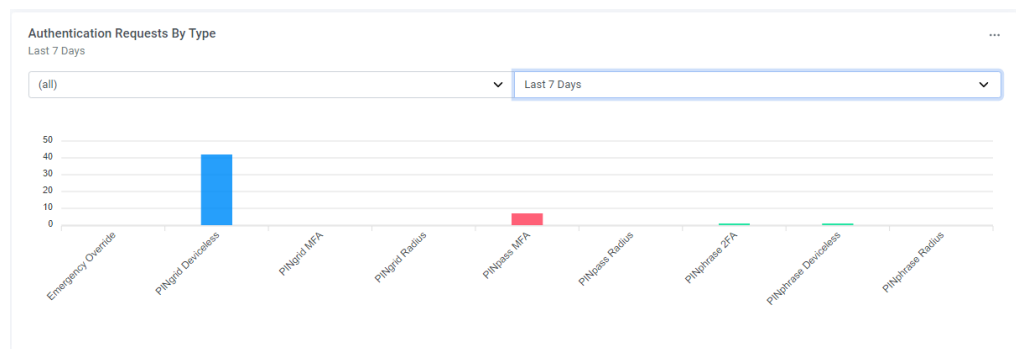 Authentication Requests By Type
...
Last 7 Days
(all)
Last 7 Days
50
40
30
20
10
0
Emergency Override
PINgrid Deviceless
PINgrid MFA
PINgrid Radius
PINpass MFA
PINpass Radius
PINphrase 2FA
PINphrase Deviceless
PINphrase Radius